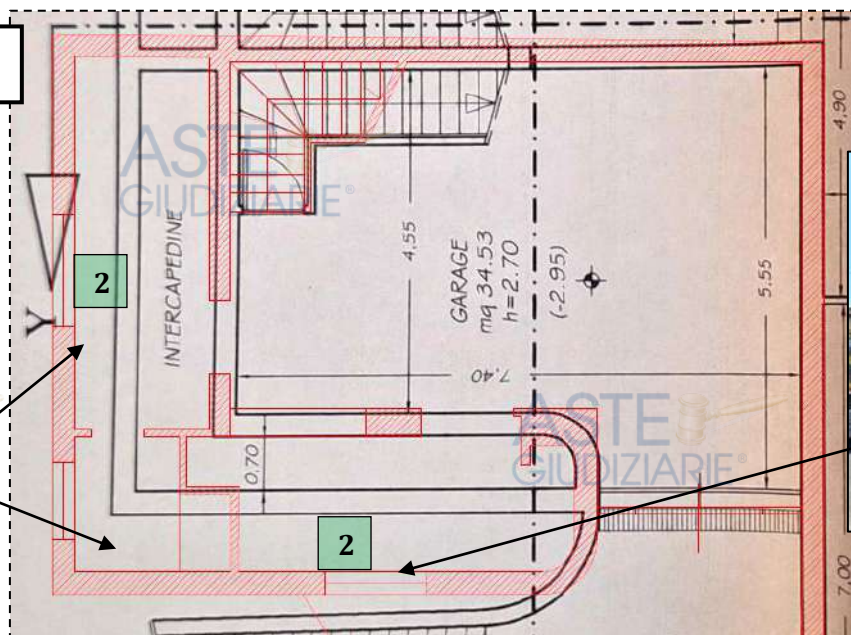 ASTE
GIUDIZIARIE®
4,90
INTERCAPEDINE
4,55
GARAGE
mq.34.53
h=2.70
(-2.95)
5.55
2
Y
7.40
ASTE
GIUDIZIARIE®
0,70
2
7,00